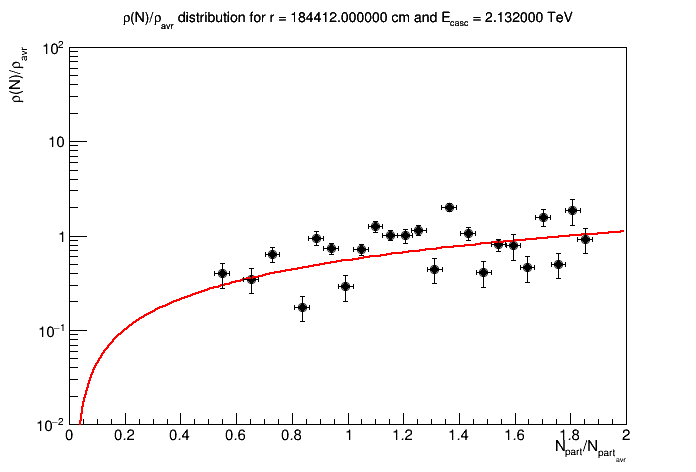 ρ(N)/ρavr distribution for r = 184412.000000 cm and Ecasc = 2.132000 TeV
ρ(N)/ρavr
10²
10
1
10⁻¹
10⁻²
0 0.2 0.4 0.6 0.8 1 1.2 1.4 1.6 1.8 2
Npart/Npartavr